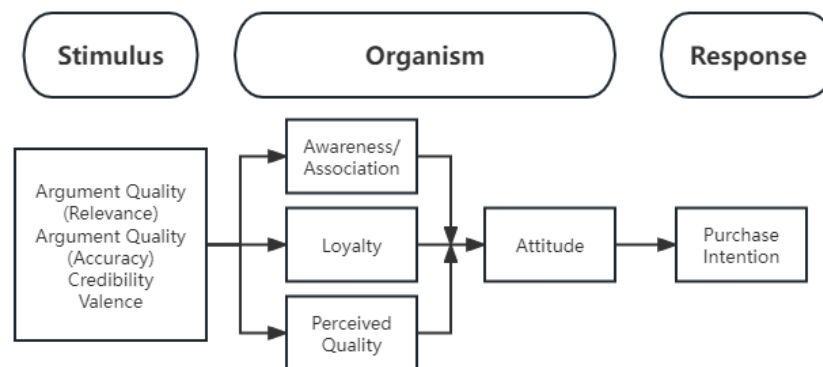 Stimulus
Organism
Response
Argument Quality
(Relevance)
Argument Quality
(Accuracy)
Credibility
Valence
Awareness/
Association
Loyalty
Perceived
Quality
Attitude
Purchase
Intention